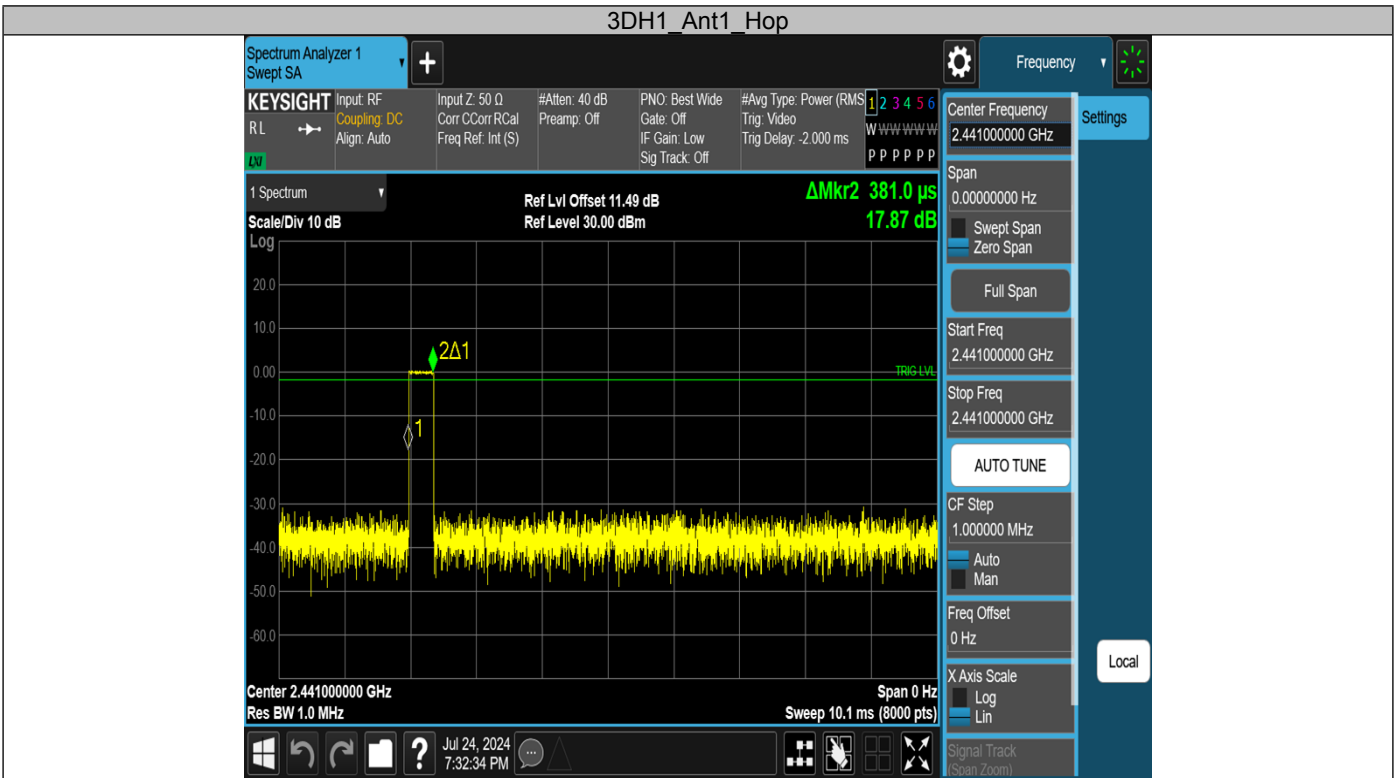 3DH1_Ant1_Hop
Spectrum Analyzer 1
Swept SA
+
Frequency
KEYSIGHT
RL
LXI
Input: RF
Coupling: DC
Align: Auto
Input Z: 50 Ω
Corr CCorr RCal
Freq Ref: Int (S)
#Atten: 40 dB
Preamp: Off
PNO: Best Wide
Gate: Off
IF Gain: Low
Sig Track: Off
#Avg Type: Power (RMS
Trig: Video
Trig Delay: -2.000 ms
1 2 3 4 5 6
W W W W W W
P P P P P P
1 Spectrum
Scale/Div 10 dB
Log
Ref Lvl Offset 11.49 dB
Ref Level 30.00 dBm
ΔMkr2 381.0 µs
17.87 dB
20.0
10.0
0.00
-10.0
-20.0
-30.0
-40.0
-50.0
-60.0
2Δ1
1
TRIG LVL
Center 2.441000000 GHz
Res BW 1.0 MHz
Span 0 Hz
Sweep 10.1 ms (8000 pts)
?
Jul 24, 2024
7:32:34 PM
Center Frequency
2.441000000 GHz
Span
0.00000000 Hz
Swept Span
Zero Span
Full Span
Start Freq
2.441000000 GHz
Stop Freq
2.441000000 GHz
AUTO TUNE
CF Step
1.000000 MHz
Auto
Man
Freq Offset
0 Hz
X Axis Scale
Log
Lin
Signal Track
(Span Zoom)
Settings
Local